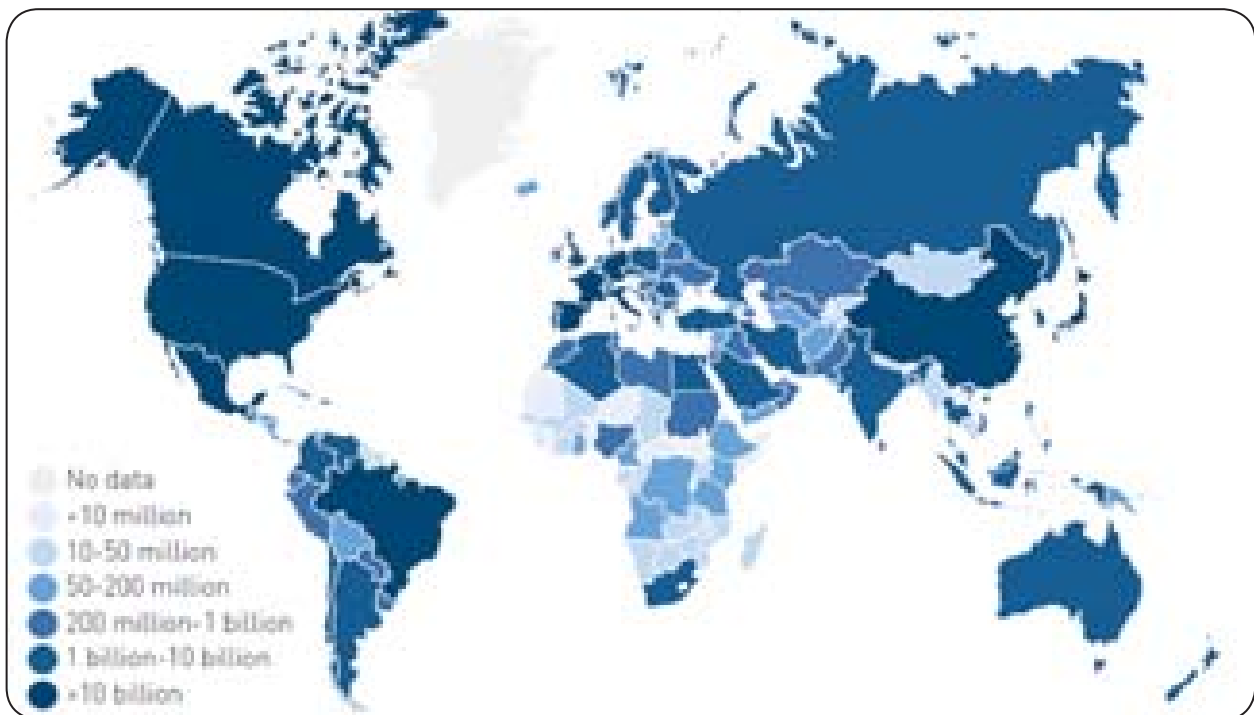 No data
<10 million
10-50 million
50-200 million
200 million-1 billion
1 billion-10 billion
>10 billion